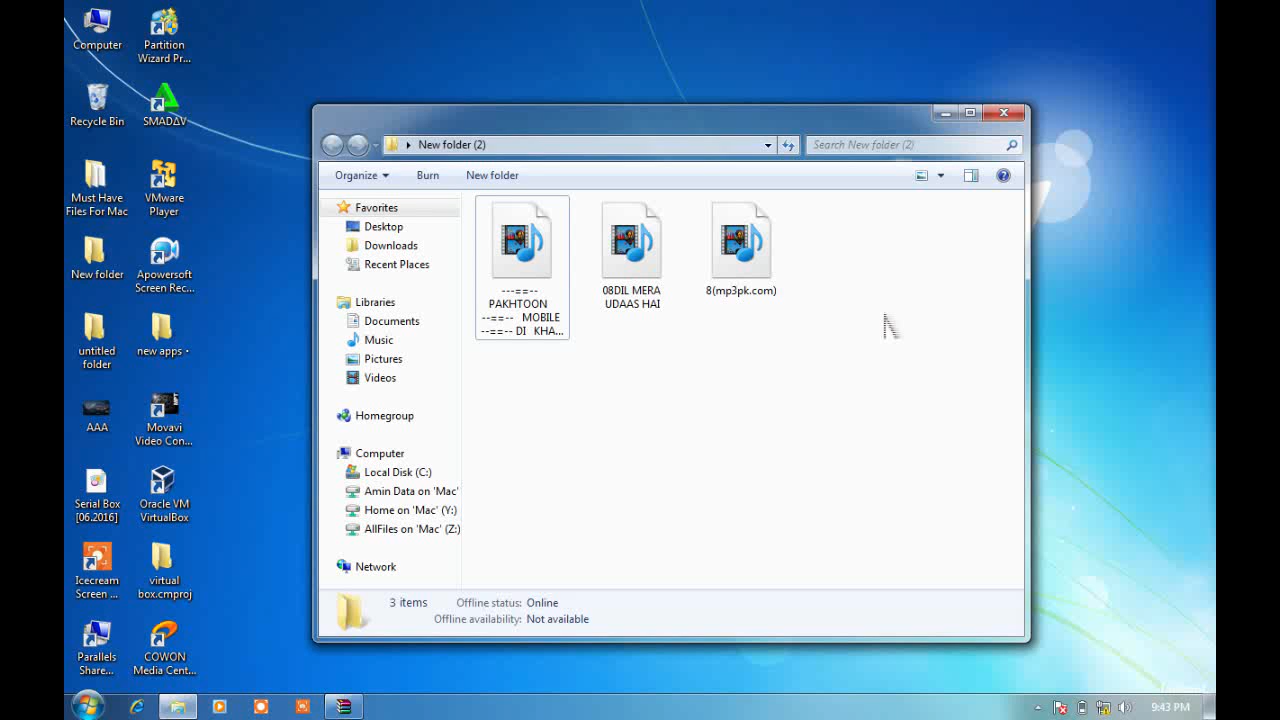 Computer
Partition
Wizard Pr...
Recycle Bin
SMADΔV
Must Have
Files For Mac
VMware
Player
New folder
Apowersoft
Screen Rec...
untitled
folder
new apps
AAA
Movavi
Video Con...
Serial Box
[06.2016]
Oracle VM
VirtualBox
Icecream
Screen ...
virtual
box.cmproj
Parallels
Share...
COWON
Media Cent...
New folder (2)
Search New folder (2)
Organize
Burn
New folder
Favorites
Desktop
Downloads
Recent Places
Libraries
Documents
Music
Pictures
Videos
Homegroup
Computer
Local Disk (C:)
Amin Data on 'Mac'
Home on 'Mac' (Y:)
AllFiles on 'Mac' (Z:)
Network
---==--
PAKHTOON
--==-- MOBILE
--==-- DI KHA...
08DIL MERA
UDAAS HAI
8(mp3pk.com)
3 items
Offline status: Online
Offline availability: Not available
9:43 PM